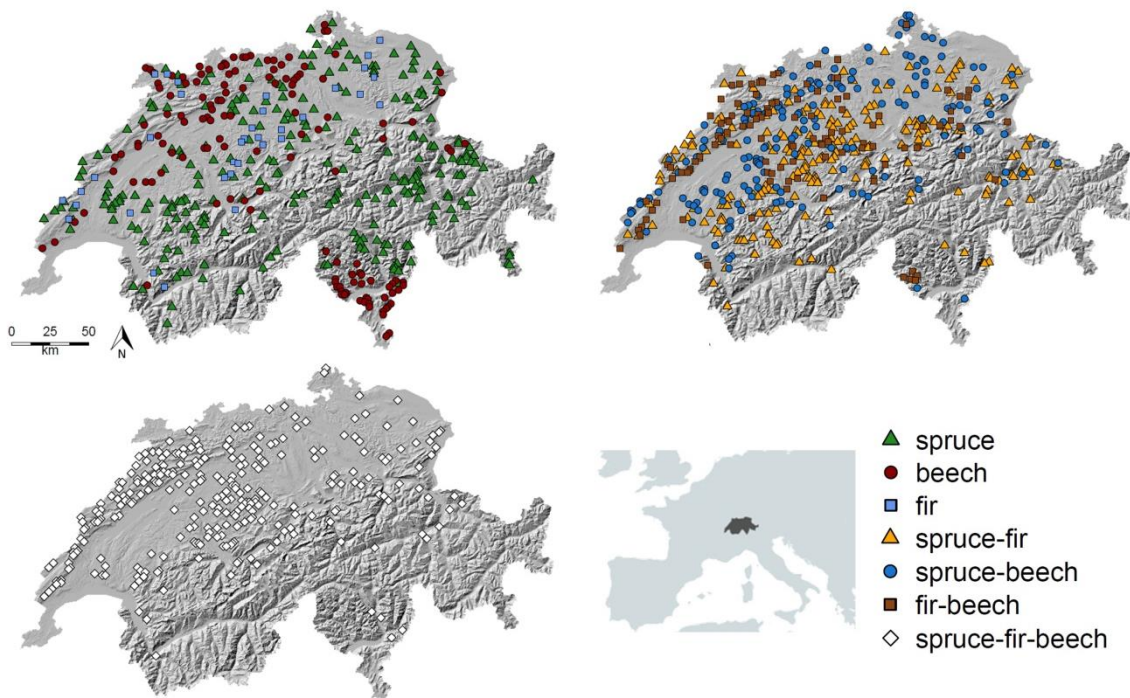 0 25 50
km
N
spruce
beech
fir
spruce-fir
spruce-beech
fir-beech
spruce-fir-beech